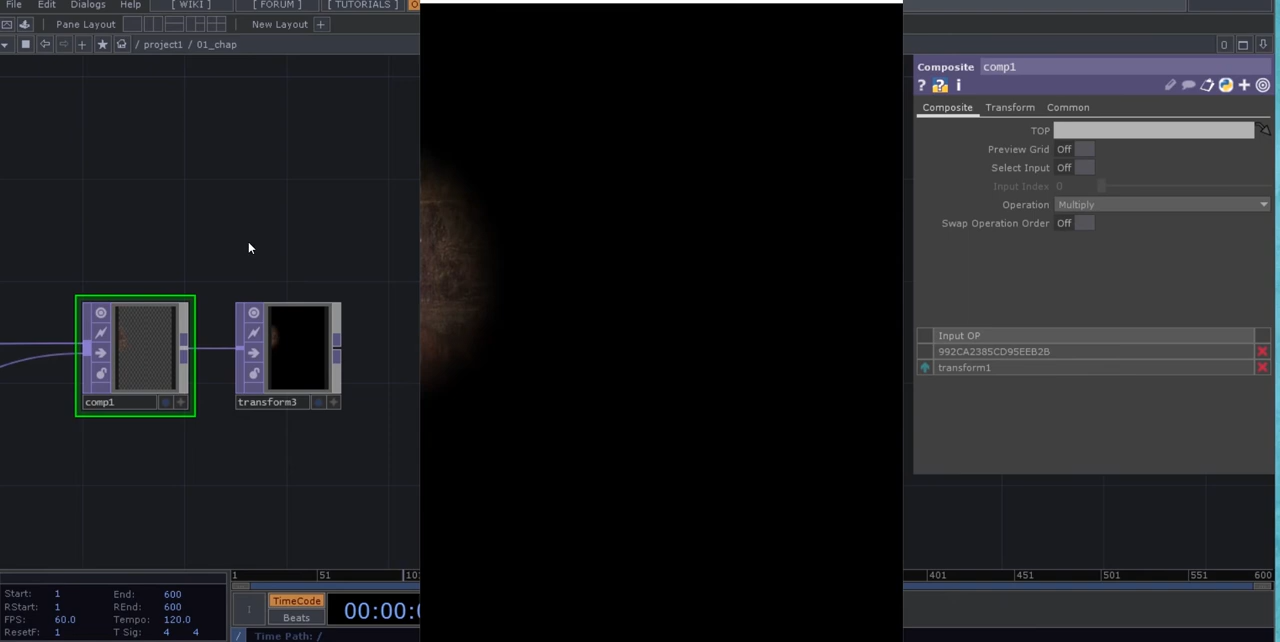 File Edit Dialogs Help [ WIKI ] [ FORUM ] [ TUTORIALS ]
Pane Layout New Layout +
/ project1 / 01_chap
0
Composite comp1
? ? i
Composite Transform Common
TOP
Preview Grid Off
Select Input Off
Input Index 0
Operation Multiply
Swap Operation Order Off
Input OP
992CA2385CD95EEB2B
transform1
comp1
transform3
1 51 101 401 451 501 551 600
Start: 1 End: 600
RStart: 1 REnd: 600
FPS: 60.0 Tempo: 120.0
ResetF: 1 T Sig: 4 4
TimeCode
Beats
00:00:0
/ Time Path: /